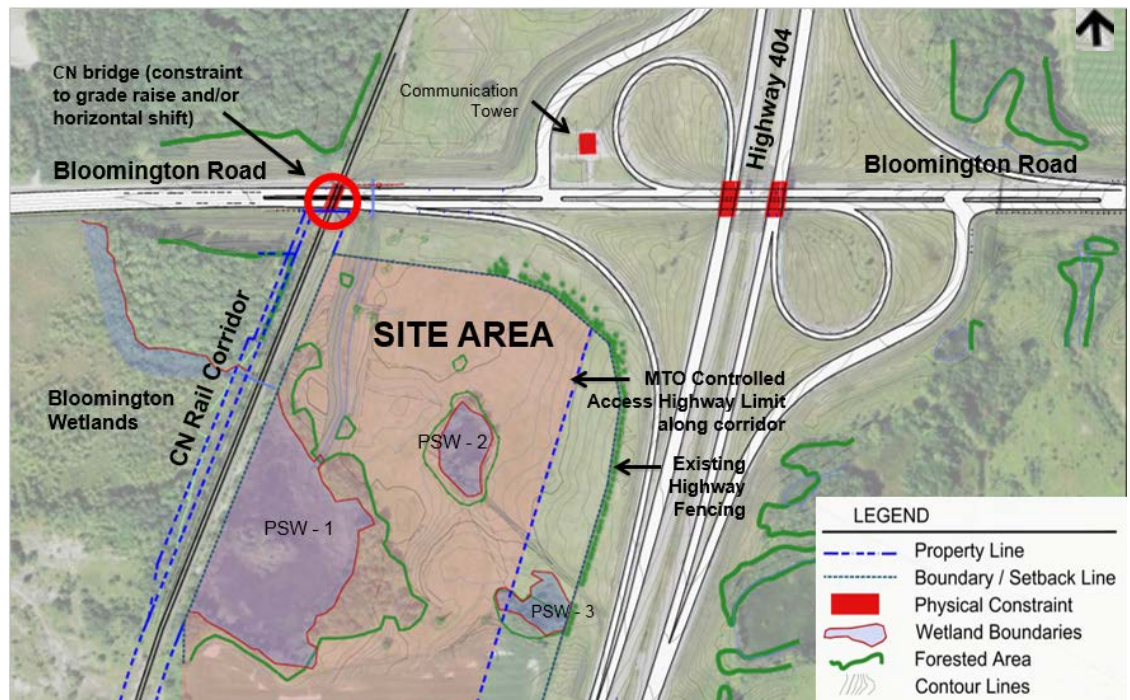 CN bridge (constraint
to grade raise and/or
horizontal shift)
Communication
Tower
Highway 404
Bloomington Road
Bloomington Road
SITE AREA
MTO Controlled
Access Highway Limit
along corridor
CN Rail Corridor
Bloomington
Wetlands
PSW - 2
Existing
Highway
Fencing
PSW - 1
PSW - 3
LEGEND
Property Line
Boundary / Setback Line
Physical Constraint
Wetland Boundaries
Forested Area
Contour Lines